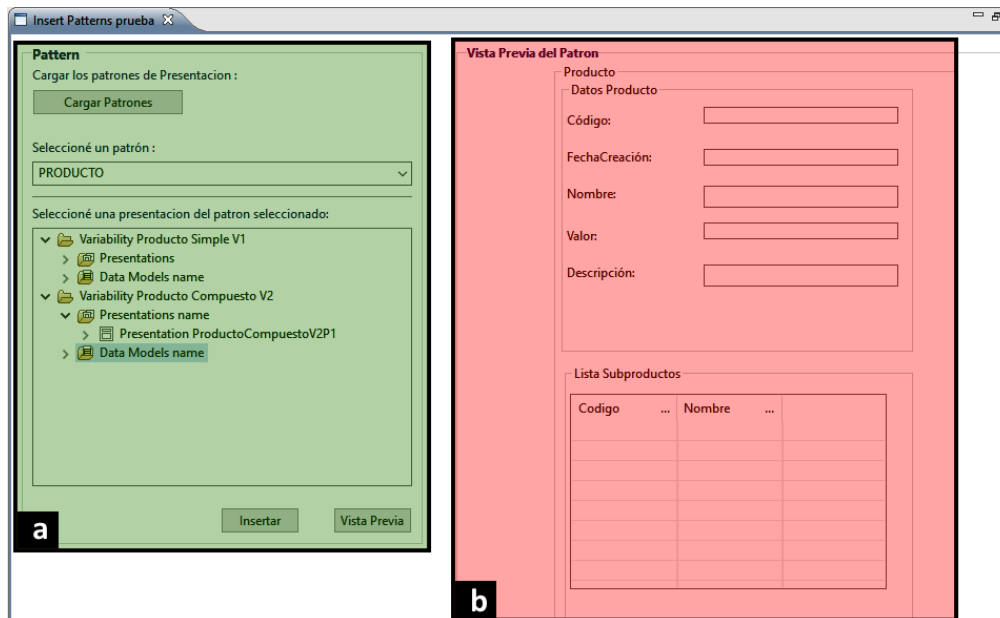 Insert Patterns prueba
Pattern
Cargar los patrones de Presentacion :
Cargar Patrones
Seleccioné un patrón :
PRODUCTO
Seleccioné una presentacion del patron seleccionado:
Variability Producto Simple V1
Presentations
Data Models name
Variability Producto Compuesto V2
Presentations name
Presentation ProductoCompuestoV2P1
Data Models name
Insertar Vista Previa
a
Vista Previa del Patron
Producto
Datos Producto
Código:
FechaCreación:
Nombre:
Valor:
Descripción:
Lista Subproductos
Codigo ... Nombre ...
b